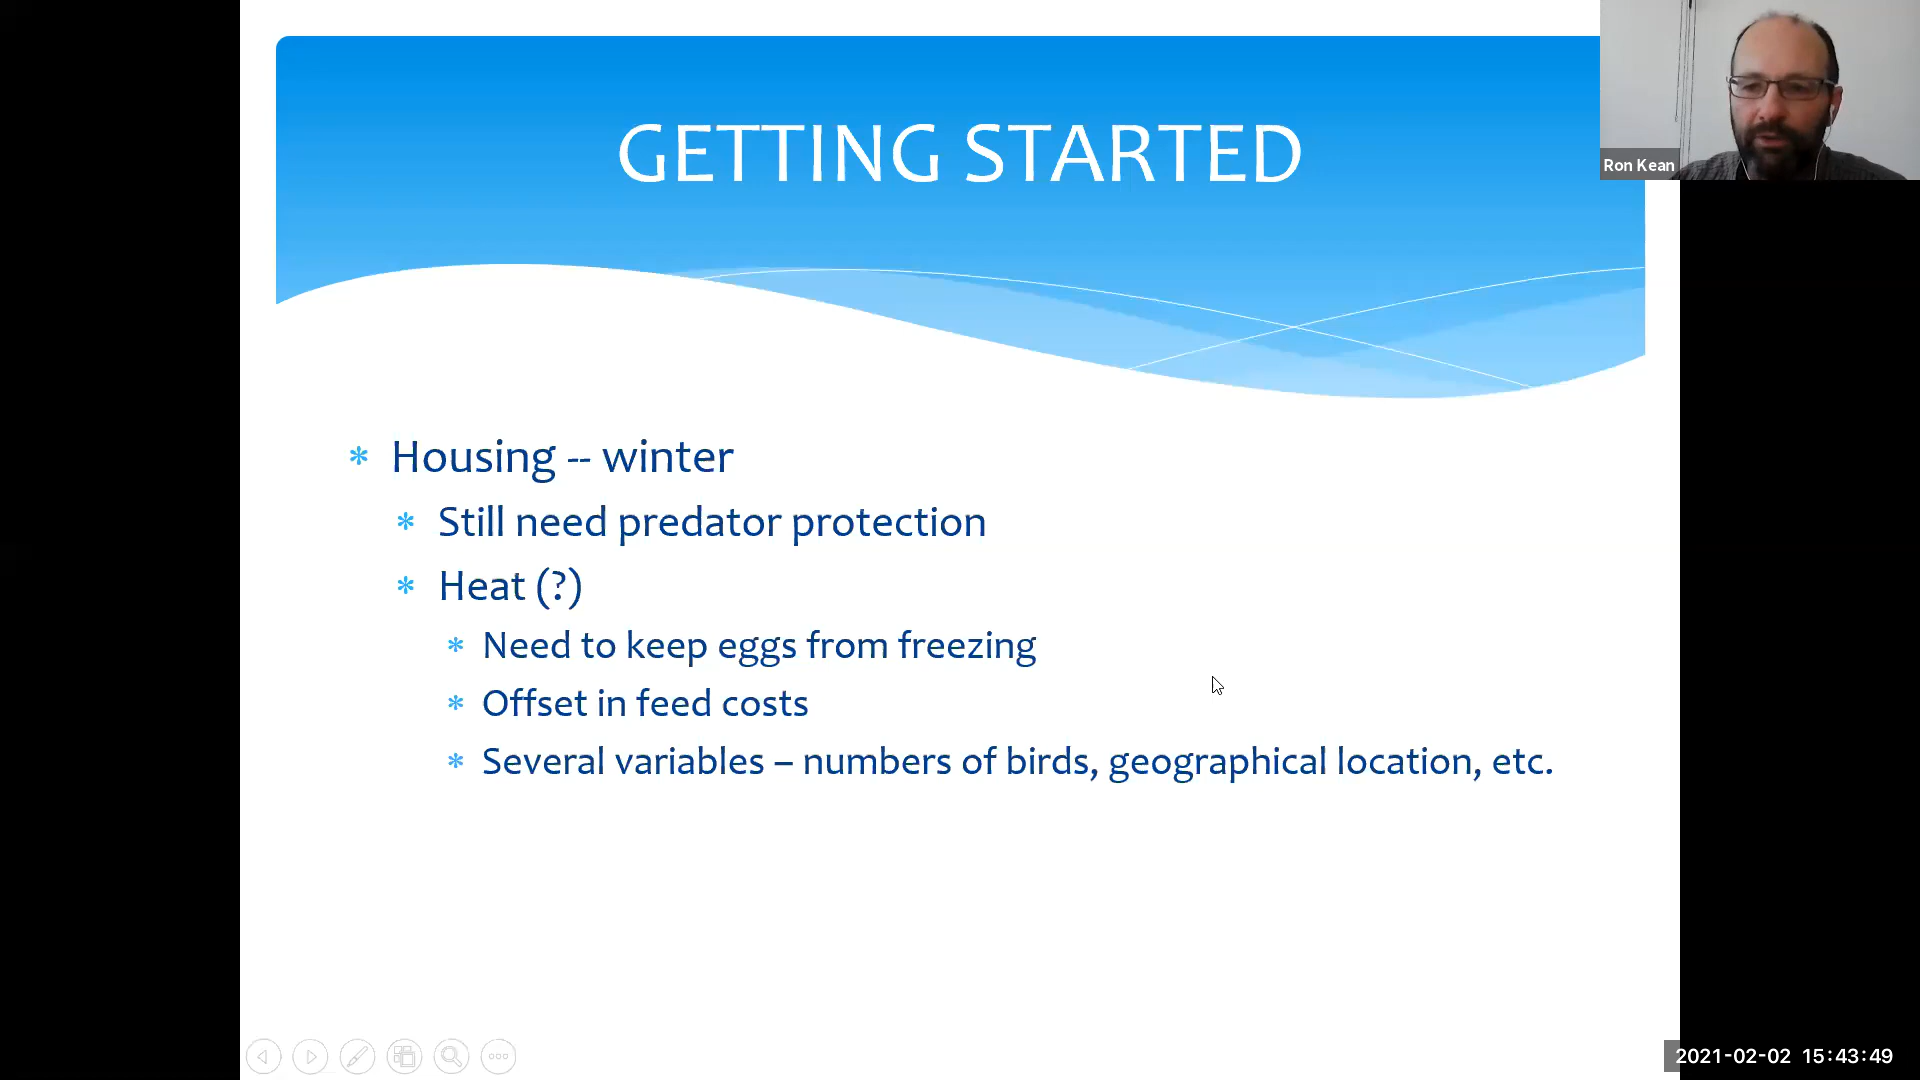 GETTING STARTED
Ron Kean
* Housing -- winter
* Still need predator protection
* Heat (?)
* Need to keep eggs from freezing
* Offset in feed costs
* Several variables – numbers of birds, geographical location, etc.
2021-02-02 15:43:49